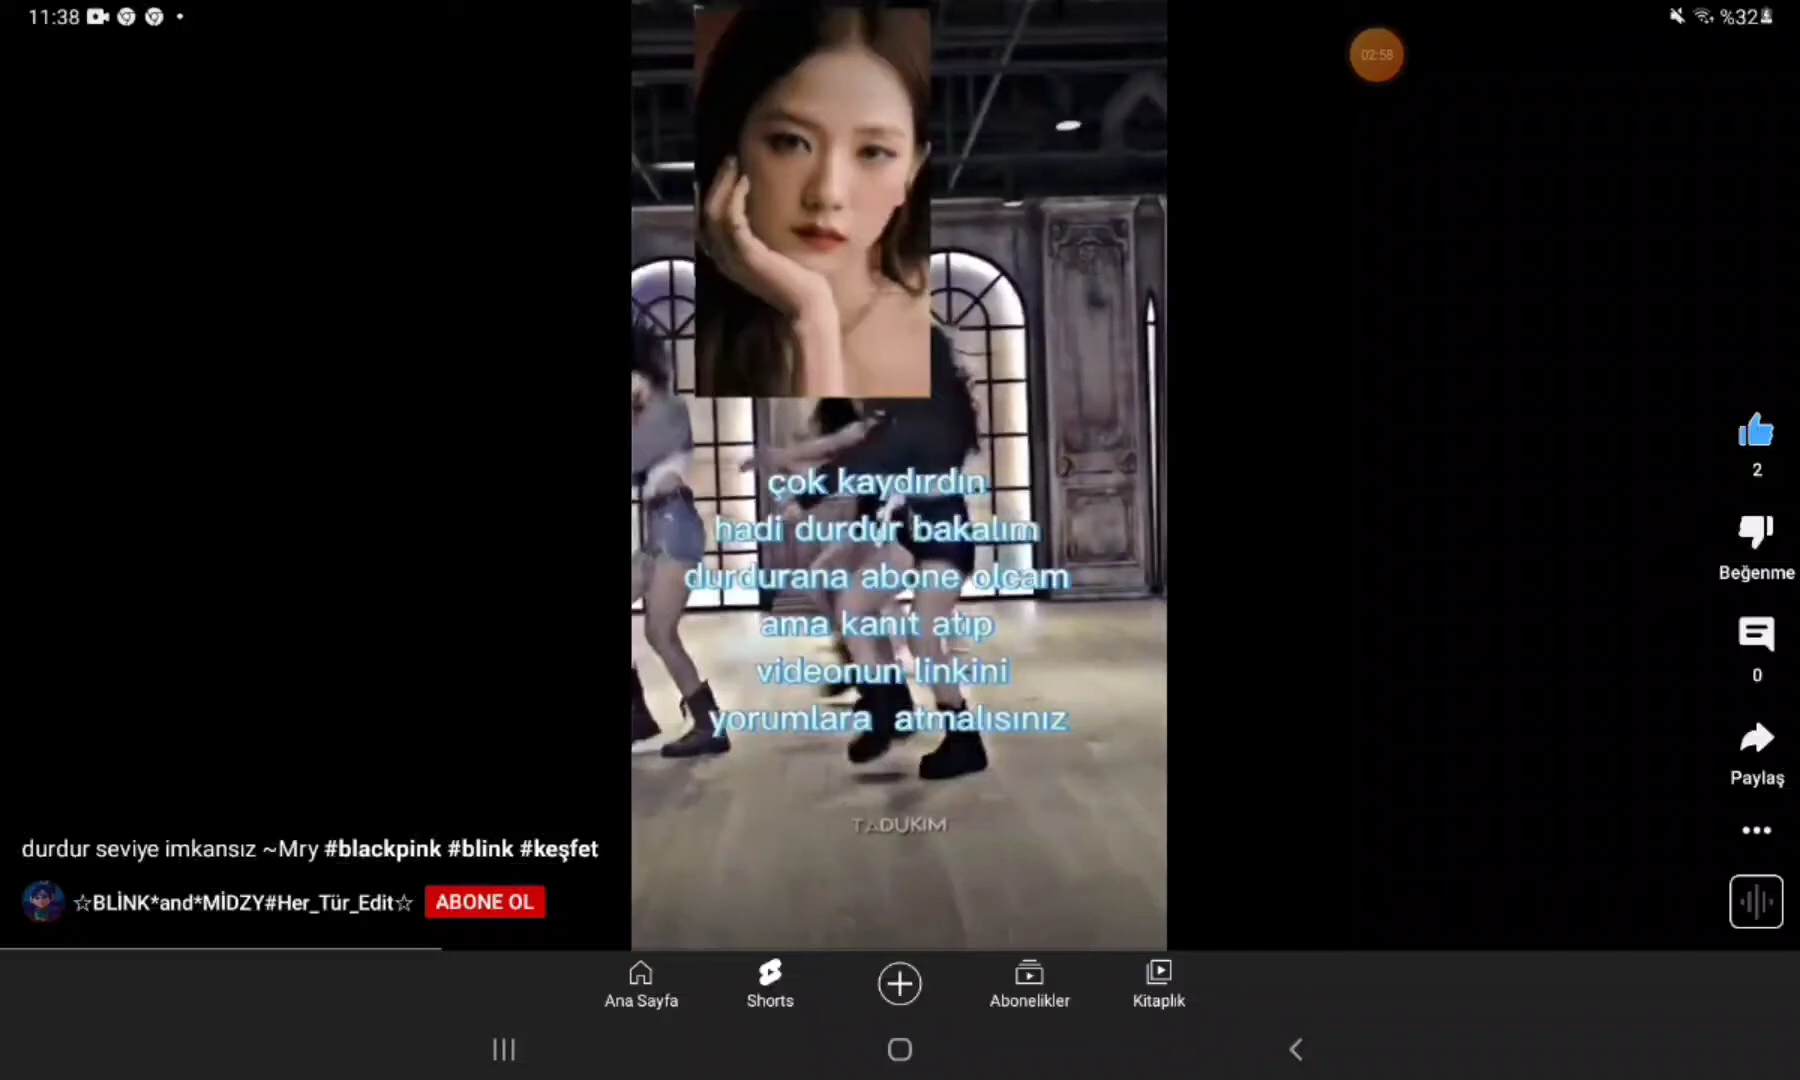 11:38
%32
02:58
çok kaydırdın
hadi durdur bakalım
durdurana abone olcam
ama kanıt atıp
videonun linkini
yorumlara atmalısınız
TADUKIM
2
Beğenme
0
Paylaş
durdur seviye imkansız ~Mry #blackpink #blink #keşfet
☆BLİNK*and*MİDZY#Her_Tür_Edit☆ ABONE OL
Ana Sayfa
Shorts
Abonelikler
Kitaplık